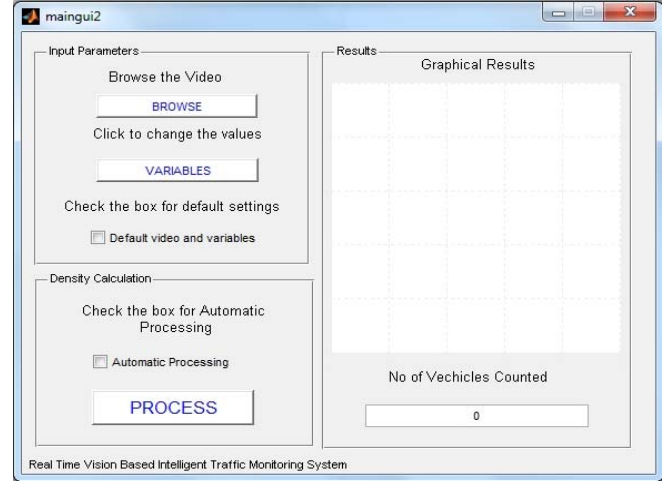 maingui2
Input Parameters
Browse the Video
BROWSE
Click to change the values
VARIABLES
Check the box for default settings
Default video and variables
Density Calculation
Check the box for Automatic
Processing
Automatic Processing
PROCESS
Results
Graphical Results
No of Vechicles Counted
0
Real Time Vision Based Intelligent Traffic Monitoring System